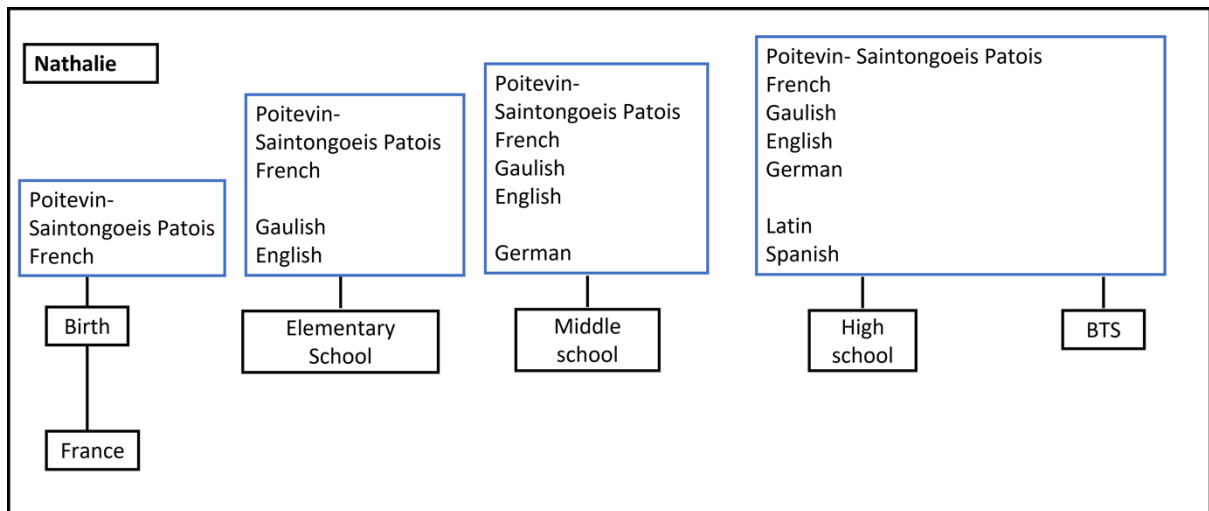 Nathalie
Poitevin-
Saintongoeis Patois
French
Birth
France
Poitevin-
Saintongoeis Patois
French
Gaulish
English
Elementary
School
Poitevin-
Saintongoeis Patois
French
Gaulish
English
German
Middle
school
Poitevin- Saintongoeis Patois
French
Gaulish
English
German
Latin
Spanish
High
school
BTS